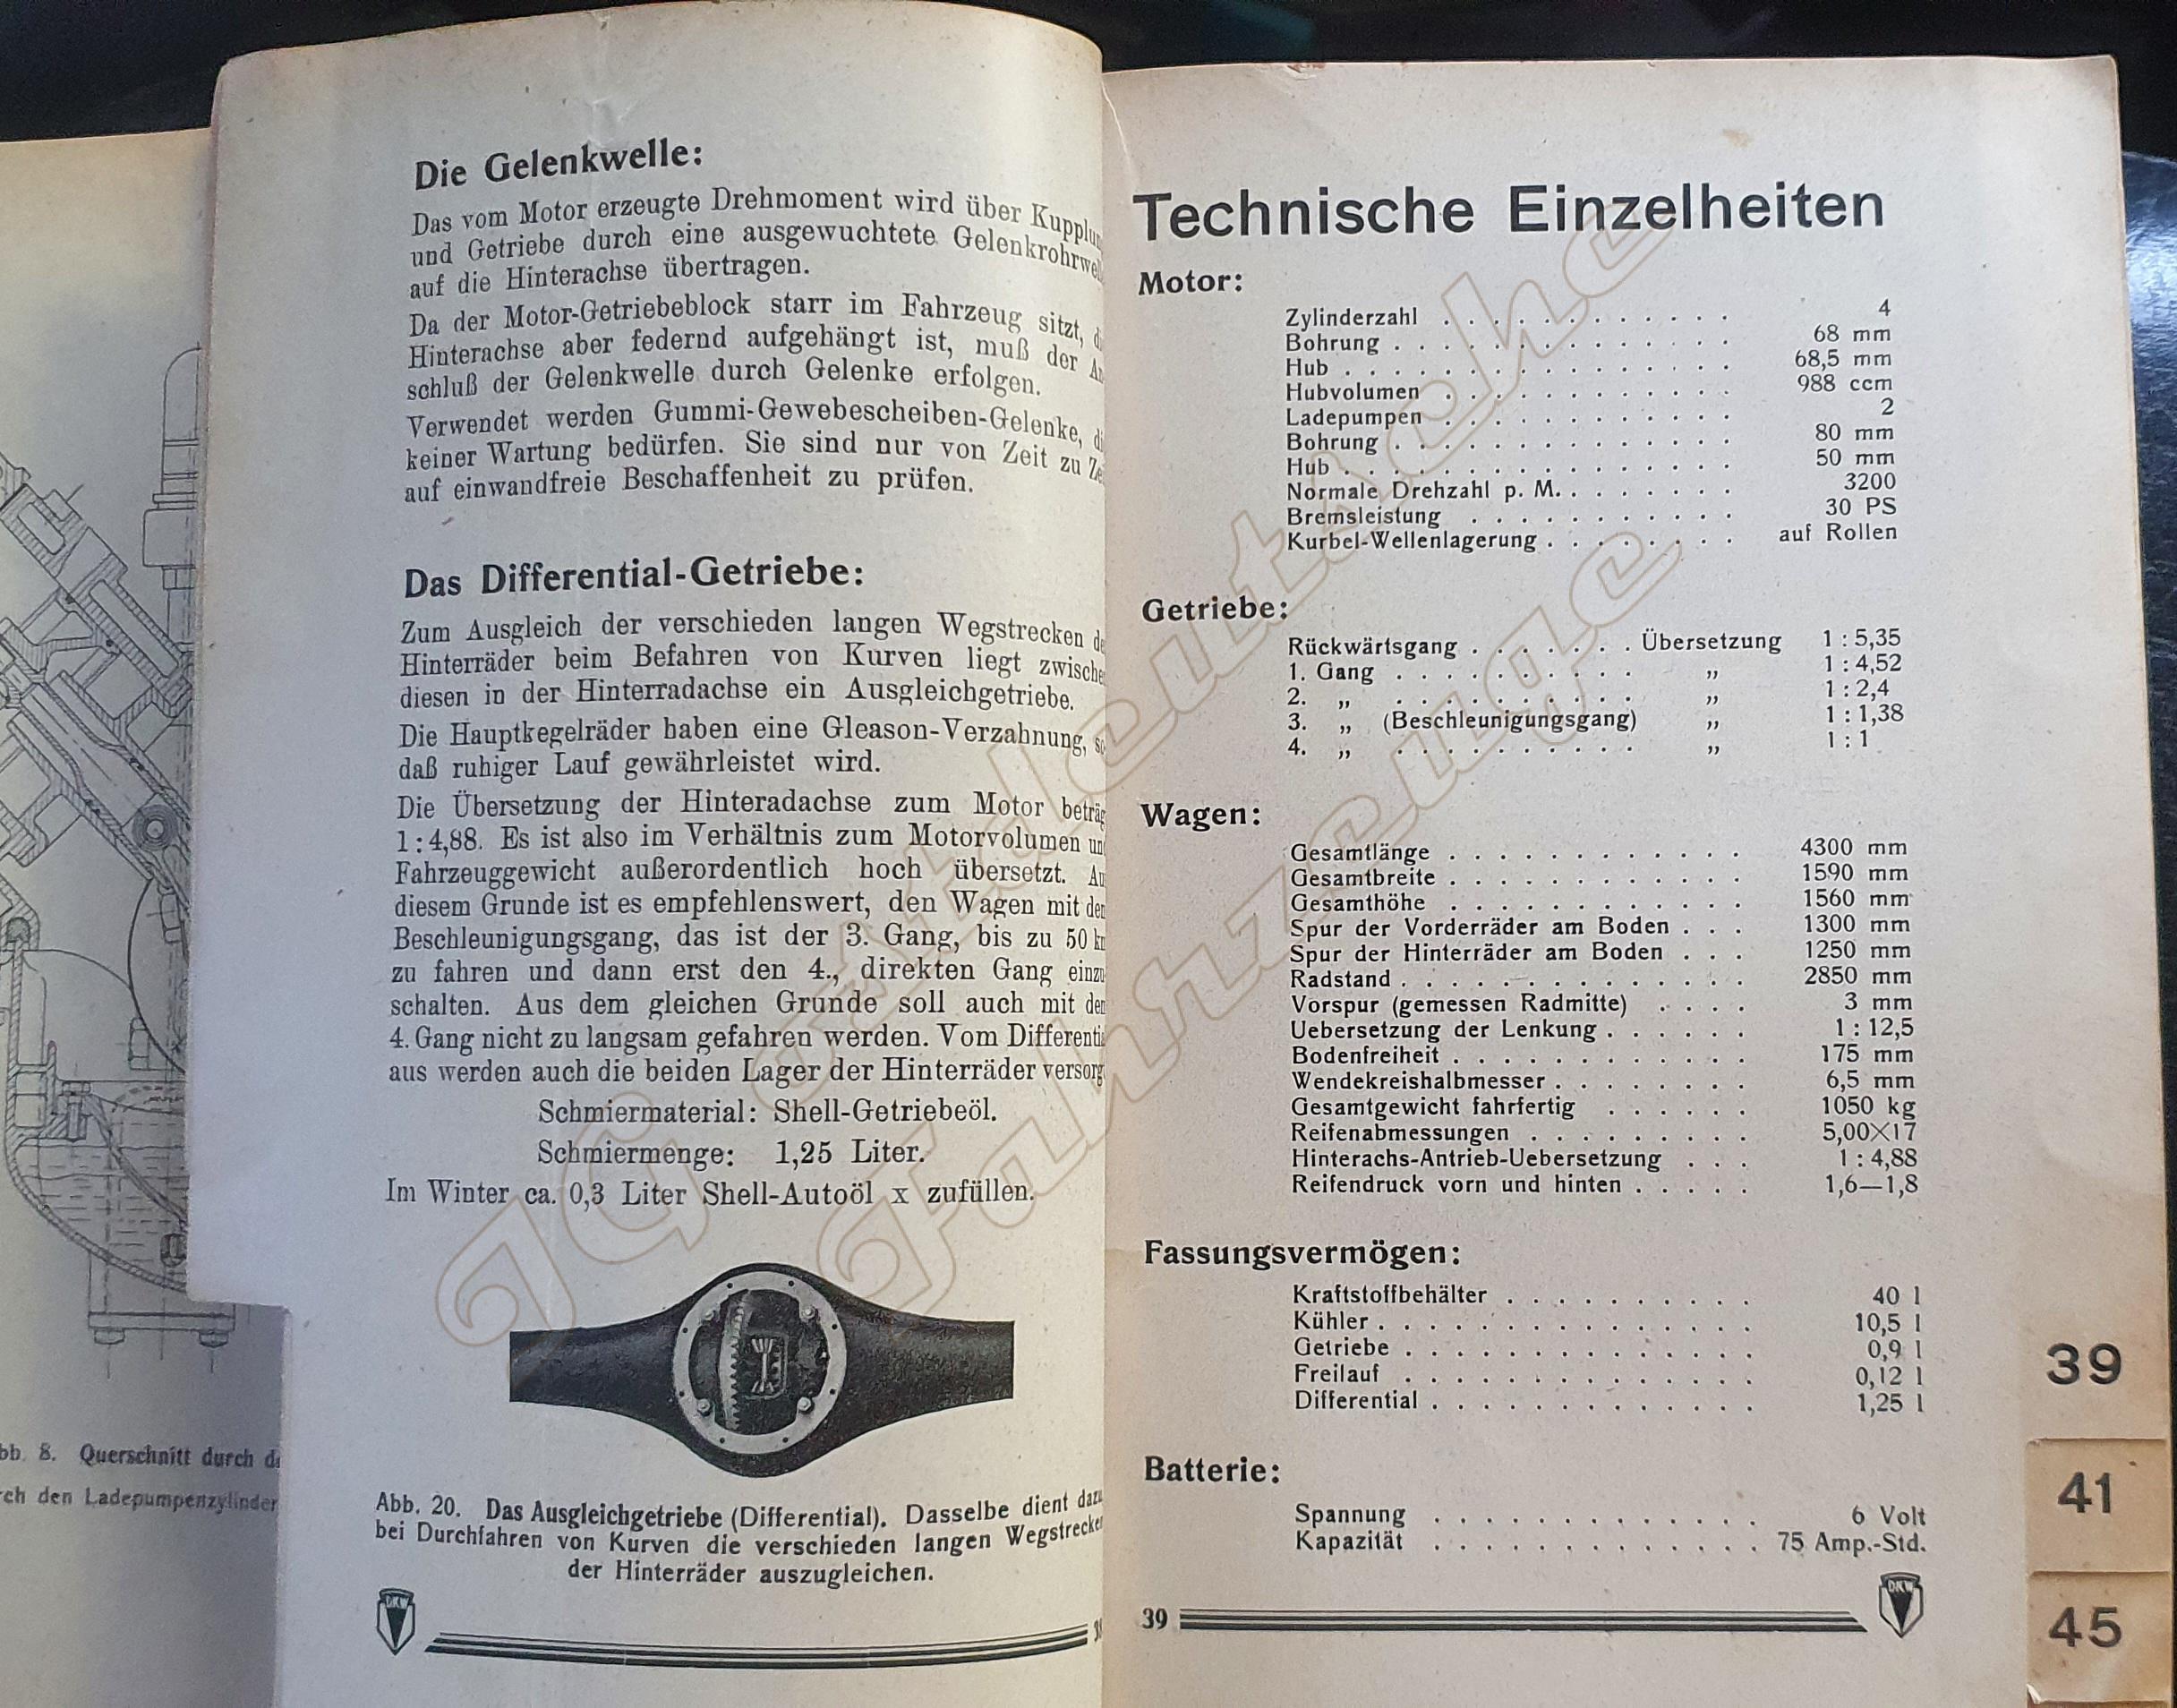 Die Gelenkwelle:
Das vom Motor erzeugte Drehmoment wird über
und Getriebe durch eine ausgewuchtete
auf die Hinterachse übertragen.
Da der Motor-Getriebeblock starr im Fahrzeug sitzt,
Hinterachse aber federnd aufgehängt ist, muß der
schluß der Gelenkwelle durch Gelenke erfolgen.
Verwendet werden Gummi-Gewebescheiben-Gelenke,
keiner Wartung bedürfen. Sie sind nur von Zeit zu
auf einwandfreie Beschaffenheit zu prüfen.
Das Differential-Getriebe:
Zum Ausgleich der verschieden langen Wegstrecken
Hinterräder beim Befahren von Kurven liegt
diesen in der Hinterradachse ein Ausgleichgetriebe.
Die Hauptkegelräder haben eine Gleason-Verzahnung,
daß ruhiger Lauf gewährleistet wird.
Die Übersetzung der Hinteradachse zum Motor
1:4,88. Es ist also im Verhältnis zum Motorvolumen
Fahrzeuggewicht außerordentlich hoch übersetzt.
diesem Grunde ist es empfehlenswert, den Wagen mit
Beschleunigungsgang, das ist der 3. Gang, bis zu 50
zu fahren und dann erst den 4., direkten Gang
schalten. Aus dem gleichen Grunde soll auch mit
4. Gang nicht zu langsam gefahren werden. Vom
aus werden auch die beiden Lager der Hinterräder
Schmiermaterial: Shell-Getriebeöl.
Schmiermenge: 1,25 Liter.
Im Winter ca. 0,3 Liter Shell-Autoöl x zufüllen.
Abb. 20. Das Ausgleichgetriebe (Differential). Dasselbe dient
bei Durchfahren von Kurven die verschieden langen
der Hinterräder auszugleichen.
DKW
8. Querschnitt durch
den Ladepumpenzylinder
Technische Einzelheiten
Motor:
Zylinderzahl . . . . . . . . . . . . 4
Bohrung . . . . . . . . . . . . . . 68 mm
Hub . . . . . . . . . . . . . . . . 68,5 mm
Hubvolumen . . . . . . . . . . . . 988 ccm
Ladepumpen . . . . . . . . . . . . 2
Bohrung . . . . . . . . . . . . . . 80 mm
Hub . . . . . . . . . . . . . . . . 50 mm
Normale Drehzahl p. M. . . . . . . . 3200
Bremsleistung . . . . . . . . . . . 30 PS
Kurbel-Wellenlagerung . . . . . . . . auf Rollen
Getriebe:
Rückwärtsgang . . . . . . . Übersetzung 1 : 5,35
1. Gang . . . . . . . . . . „ 1 : 4,52
2. „ . . . . . . . . . . „ 1 : 2,4
3. „ (Beschleunigungsgang) „ 1 : 1,38
4. „ . . . . . . . . . . „ 1 : 1
Wagen:
Gesamtlänge . . . . . . . . . . . . 4300 mm
Gesamtbreite . . . . . . . . . . . . 1590 mm
Gesamthöhe . . . . . . . . . . . . 1560 mm
Spur der Vorderräder am Boden . . . 1300 mm
Spur der Hinterräder am Boden . . . 1250 mm
Radstand . . . . . . . . . . . . . . 2850 mm
Vorspur (gemessen Radmitte) . . . . 3 mm
Uebersetzung der Lenkung . . . . . . 1 : 12,5
Bodenfreiheit . . . . . . . . . . . . 175 mm
Wendekreishalbmesser . . . . . . . . 6,5 mm
Gesamtgewicht fahrfertig . . . . . . 1050 kg
Reifenabmessungen . . . . . . . . . 5,00×17
Hinterachs-Antrieb-Uebersetzung . . . 1 : 4,88
Reifendruck vorn und hinten . . . . . 1,6—1,8
Fassungsvermögen:
Kraftstoffbehälter . . . . . . . . . . 40 l
Kühler . . . . . . . . . . . . . . . 10,5 l
Getriebe . . . . . . . . . . . . . . 0,9 l
Freilauf . . . . . . . . . . . . . . 0,12 l
Differential . . . . . . . . . . . . . 1,25 l
Batterie:
Spannung . . . . . . . . . . . . . 6 Volt
Kapazität . . . . . . . . . . . . . 75 Amp.-Std.
39
DKW
39
41
45
IG Ostdeutsche
Fahrzeuge